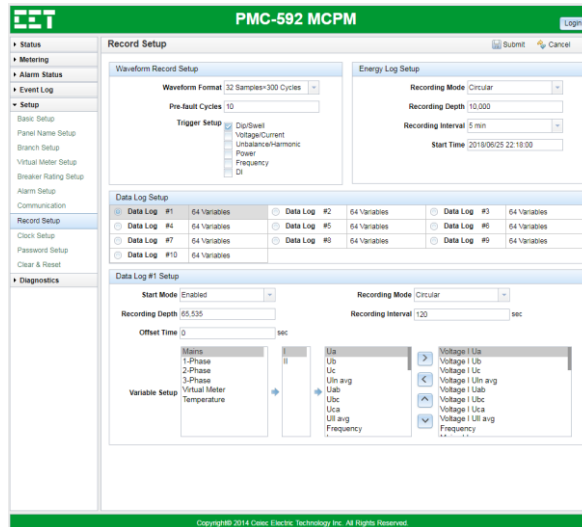 CET
PMC-592 MCPM
Login
Status
Metering
Alarm Status
Event Log
Setup
Basic Setup
Panel Name Setup
Branch Setup
Virtual Meter Setup
Breaker Rating Setup
Alarm Setup
Communication
Record Setup
Clock Setup
Password Setup
Clear & Reset
Diagnostics
Record Setup
Submit Cancel
Waveform Record Setup
Waveform Format 32 Samples×300 Cycles
Pre-fault Cycles 10
Trigger Setup Dip/Swell
Voltage/Current
Unbalance/Harmonic
Power
Frequency
DI
Energy Log Setup
Recording Mode Circular
Recording Depth 10,000
Recording Interval 5 min
Start Time 2018/06/25 22:18:00
Data Log Setup
Data Log #1 64 Variables Data Log #2 64 Variables Data Log #3 64 Variables
Data Log #4 64 Variables Data Log #5 64 Variables Data Log #6 64 Variables
Data Log #7 64 Variables Data Log #8 64 Variables Data Log #9 64 Variables
Data Log #10 64 Variables
Data Log #1 Setup
Start Mode Enabled Recording Mode Circular
Recording Depth 65,535 Recording Interval 120 sec
Offset Time 0 sec
Variable Setup
Mains
1-Phase
2-Phase
3-Phase
Virtual Meter
Temperature
I
II
Ua
Ub
Uc
Uln avg
Uab
Ubc
Uca
Ull avg
Frequency
Voltage I Ua
Voltage I Ub
Voltage I Uc
Voltage I Uln avg
Voltage I Uab
Voltage I Ubc
Voltage I Uca
Voltage I Ull avg
Frequency
Copyright© 2014 Ceiec Electric Technology Inc. All Rights Reserved.